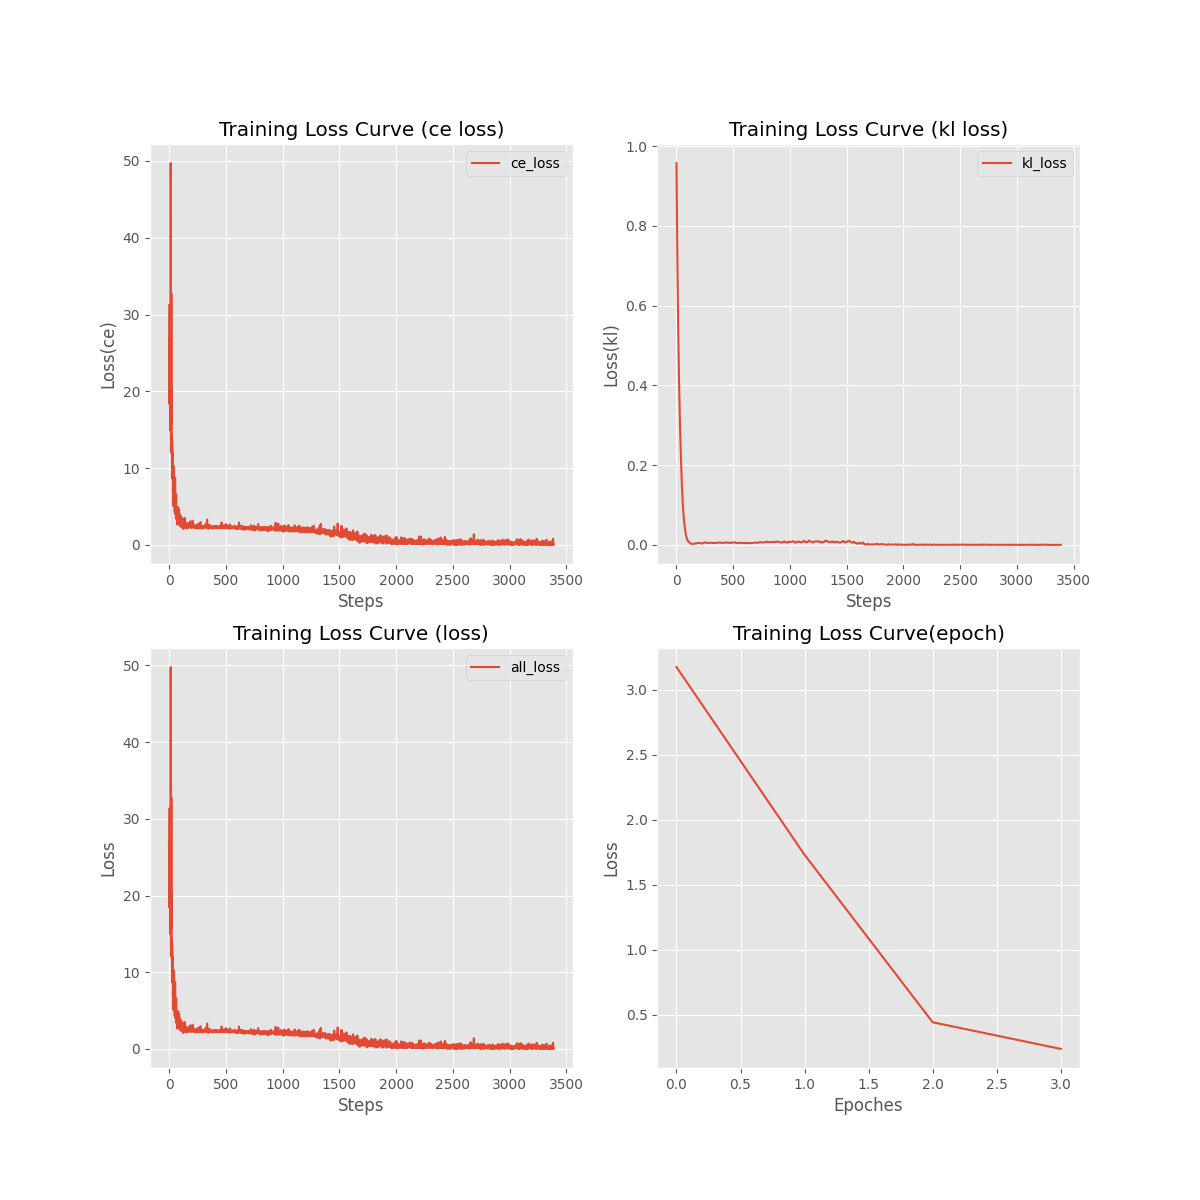 Training Loss Curve (ce loss)
50
40
30
20
10
0
Loss(ce)
ce_loss
0 500 1000 1500 2000 2500 3000 3500
Steps
Training Loss Curve (kl loss)
1.0
0.8
0.6
0.4
0.2
0.0
Loss(kl)
kl_loss
0 500 1000 1500 2000 2500 3000 3500
Steps
Training Loss Curve (loss)
50
40
30
20
10
0
Loss
all_loss
0 500 1000 1500 2000 2500 3000 3500
Steps
Training Loss Curve(epoch)
3.0
2.5
2.0
1.5
1.0
0.5
Loss
0.0 0.5 1.0 1.5 2.0 2.5 3.0
Epoches